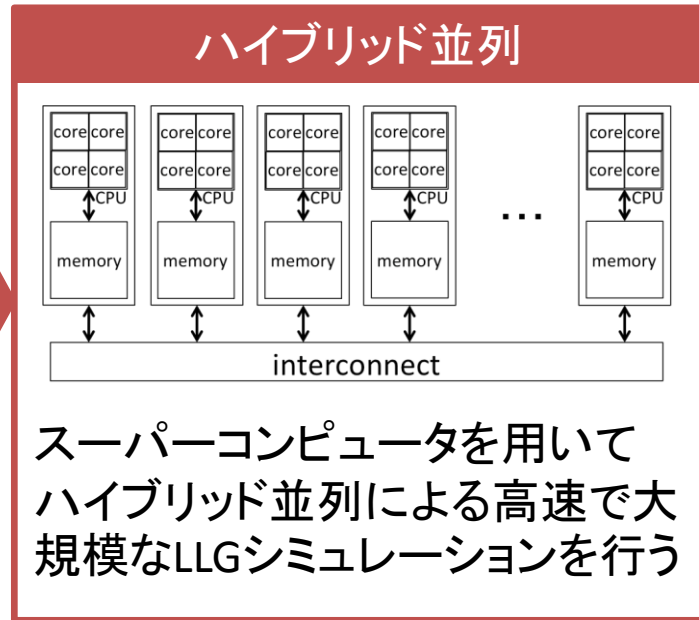 ハイブリッド並列
core core core core core core core core core core
core core core core core core core core core core
CPU CPU CPU CPU
...
memory memory memory memory memory
interconnect
スーパーコンピュータを用いて
ハイブリッド並列による高速で大
規模なLLGシミュレーションを行う